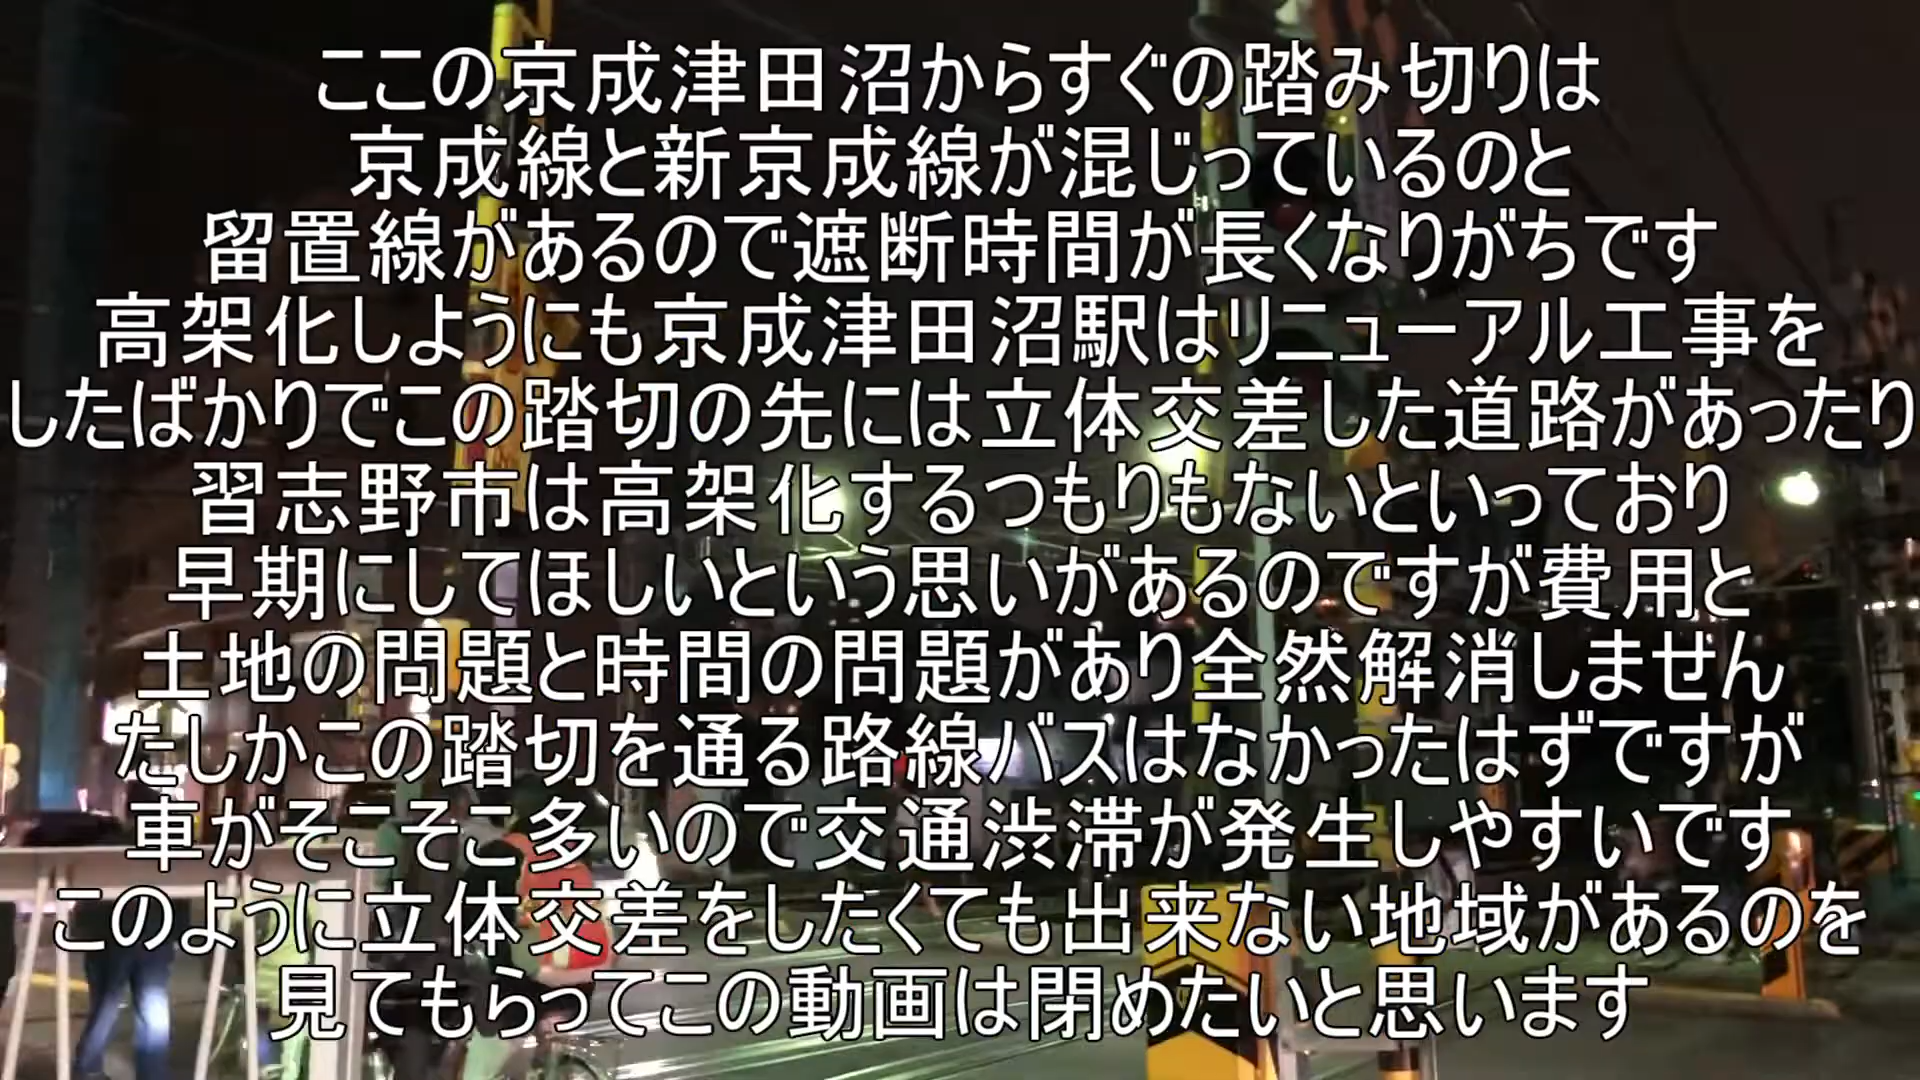 ここの京成津田沼からすぐの踏み切りは
京成線と新京成線が混じっているのと
留置線があるので遮断時間が長くなりがちです
高架化しようにも京成津田沼駅はリニューアル工事を
したばかりでこの踏切の先には立体交差した道路があったり
習志野市は高架化するつもりもないといっており
早期にしてほしいという思いがあるのですが費用と
土地の問題と時間の問題があり全然解消しません
たしかこの踏切を通る路線バスはなかったはずですが
車がそこそこ多いので交通渋滞が発生しやすいです
このように立体交差をしたくても出来ない地域があるのを
見てもらってこの動画は閉めたいと思います